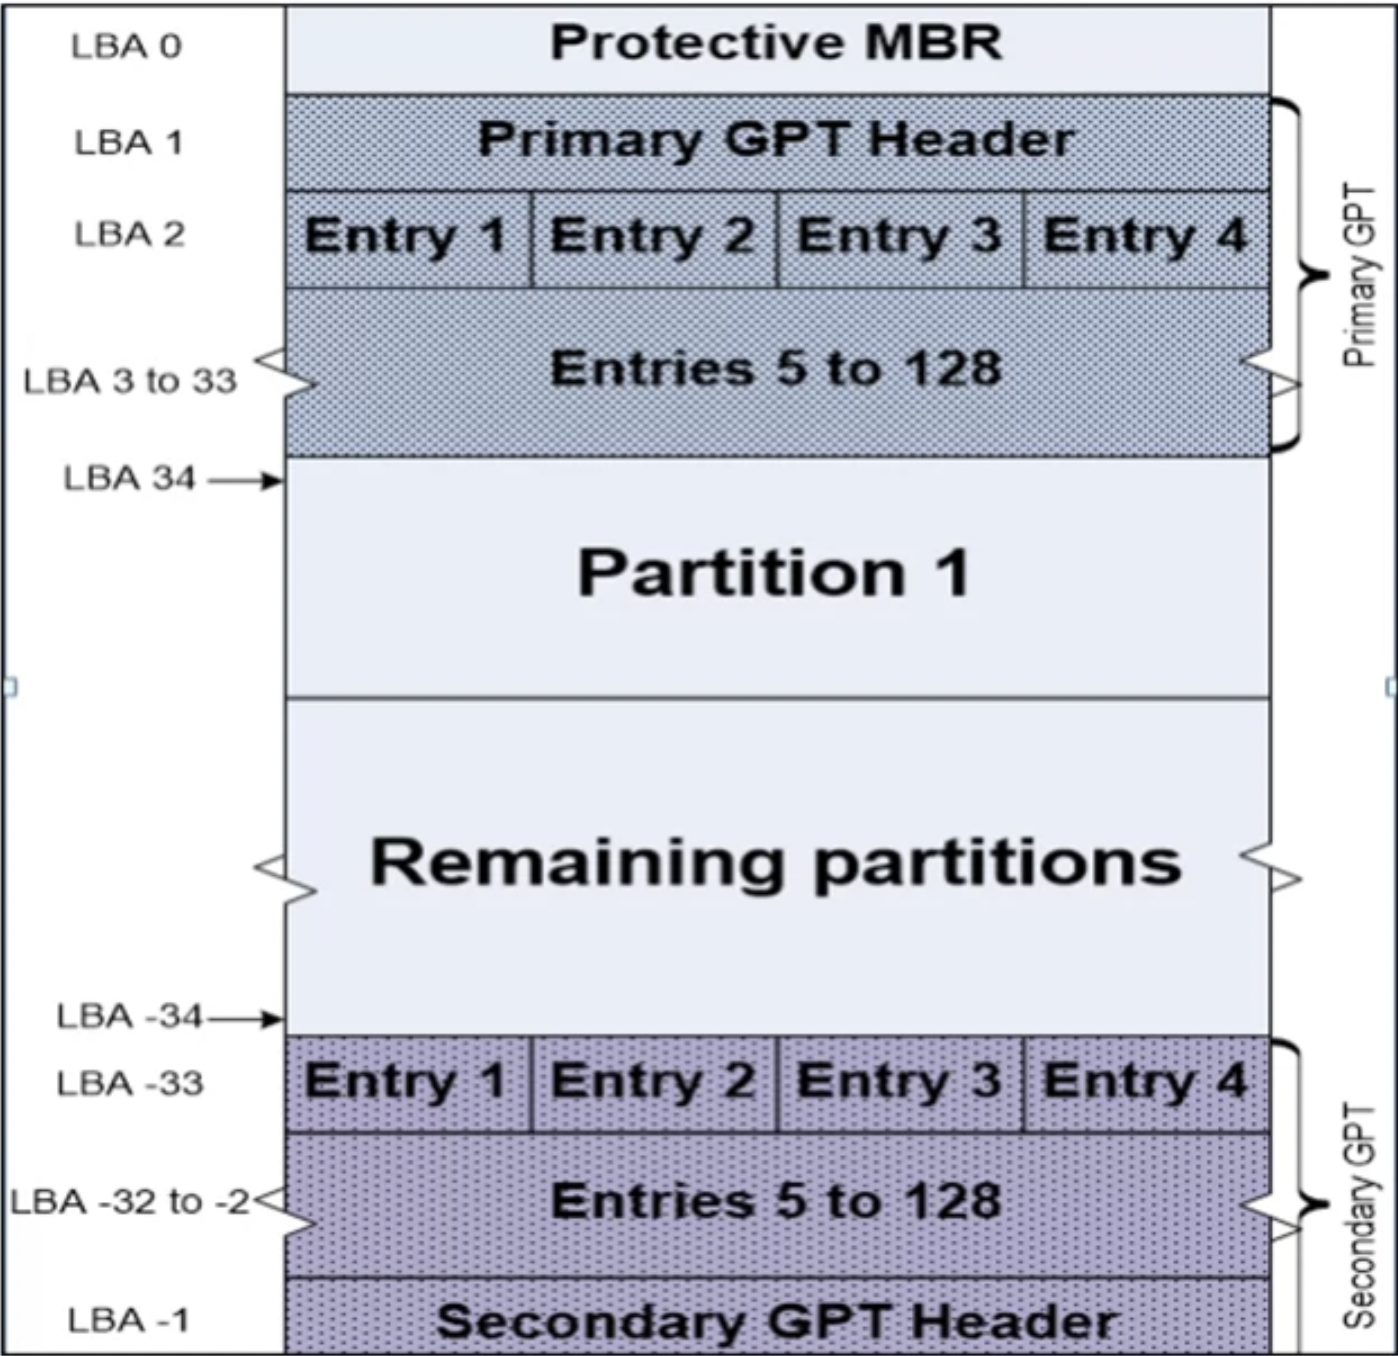 LBA 0
Protective MBR
LBA 1
Primary GPT Header
LBA 2
Entry 1
Entry 2
Entry 3
Entry 4
Primary GPT
LBA 3 to 33
Entries 5 to 128
LBA 34
Partition 1
Remaining partitions
LBA -34
LBA -33
Entry 1
Entry 2
Entry 3
Entry 4
LBA -32 to -2
Entries 5 to 128
Secondary GPT
LBA -1
Secondary GPT Header